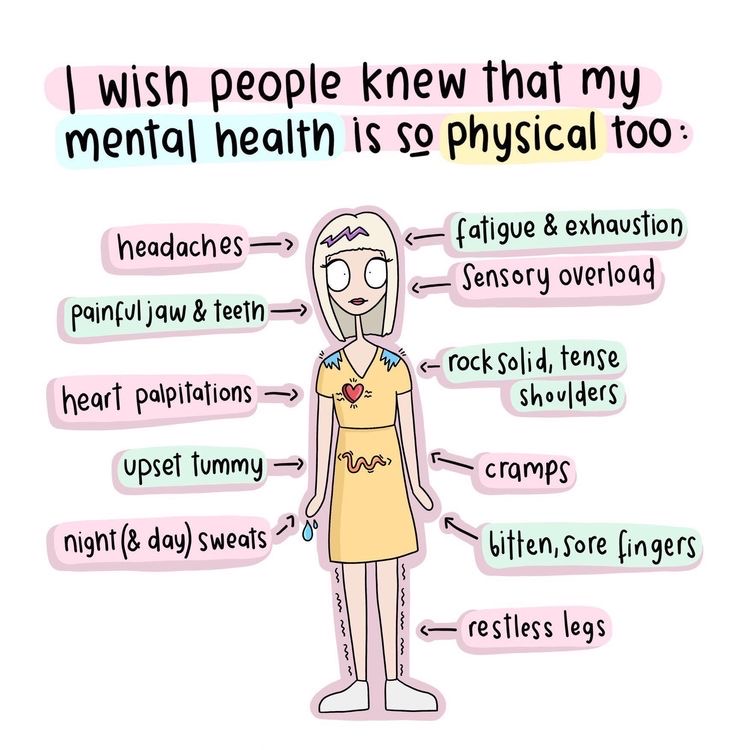 I wish people knew that my
mental health is so physical too:
headaches
fatigue & exhaustion
Sensory overload
painful jaw & teeth
rock solid, tense
shoulders
heart palpitations
upset tummy
cramps
night (& day) sweats
bitten, sore fingers
restless legs